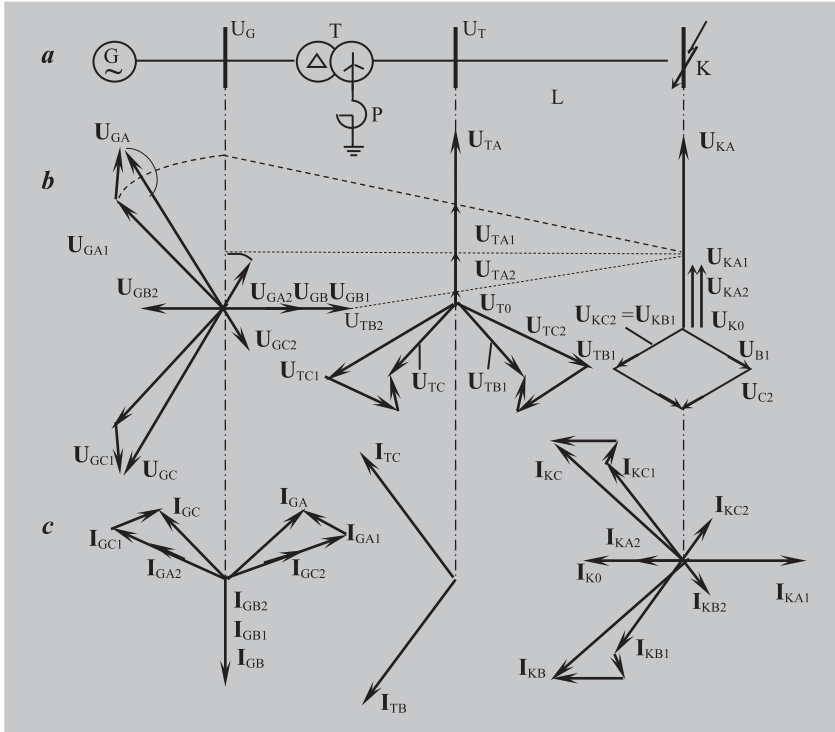 U_G T U_T
a G ~ K
L
P
U_GA U_TA U_KA
b
U_GA1 U_TA1 U_KA1
U_TA2 U_KA2
U_GB2 U_GA2 U_GB U_GB1 U_T0 U_K0
U_TB2 U_TC2 U_KC2 = U_KB1
U_GC2 U_TB1 U_B1
U_TC1 U_TC U_TB1 U_C2
U_GC1 U_GC I_TC I_KC I_KC1
I_GC I_GA
c I_KC2
I_GC1 I_GA1 I_KA2
I_GA2 I_GC2 I_K0 I_KA1
I_GB2 I_KB2
I_GB1
I_GB I_KB I_KB1
I_TB